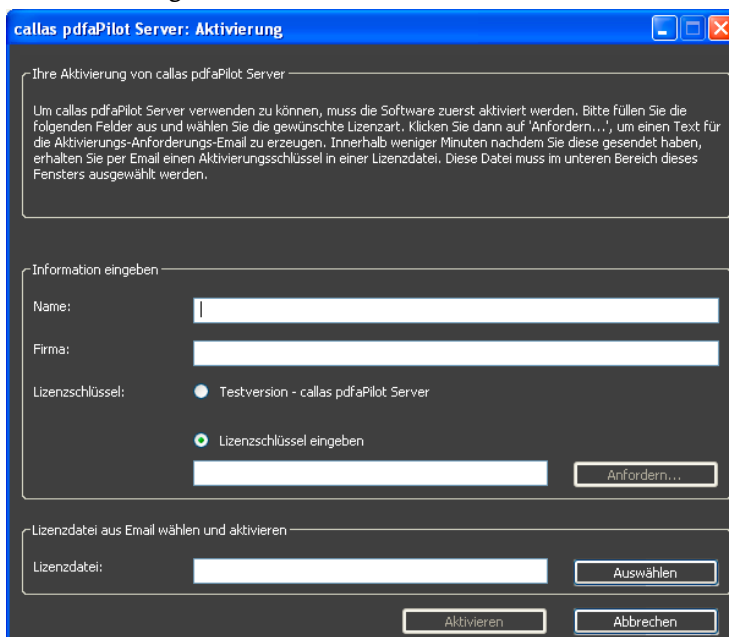 callas pdfaPilot Server: Aktivierung
Ihre Aktivierung von callas pdfaPilot Server
Um callas pdfaPilot Server verwenden zu können, muss die Software zuerst aktiviert werden. Bitte füllen Sie die
folgenden Felder aus und wählen Sie die gewünschte Lizenzart. Klicken Sie dann auf 'Anfordern...', um einen Text für
die Aktivierungs-Anforderungs-Email zu erzeugen. Innerhalb weniger Minuten nachdem Sie diese gesendet haben,
erhalten Sie per Email einen Aktivierungsschlüssel in einer Lizenzdatei. Diese Datei muss im unteren Bereich dieses
Fensters ausgewählt werden.
Information eingeben
Name:
Firma:
Lizenzschlüssel: Testversion - callas pdfaPilot Server
Lizenzschlüssel eingeben
Anfordern...
Lizenzdatei aus Email wählen und aktivieren
Lizenzdatei: Auswählen
Aktivieren Abbrechen